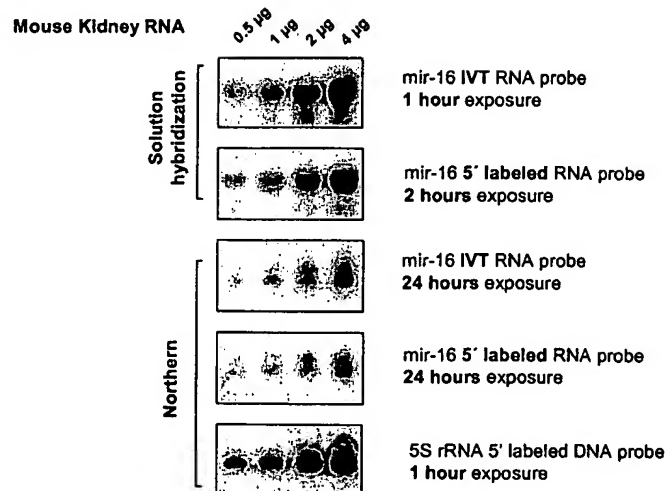 Mouse Kidney RNA
0.5 µg 1 µg 2 µg 4 µg
Solution
hybridization
mir-16 IVT RNA probe
1 hour exposure
mir-16 5´ labeled RNA probe
2 hours exposure
Northern
mir-16 IVT RNA probe
24 hours exposure
mir-16 5´ labeled RNA probe
24 hours exposure
5S rRNA 5' labeled DNA probe
1 hour exposure